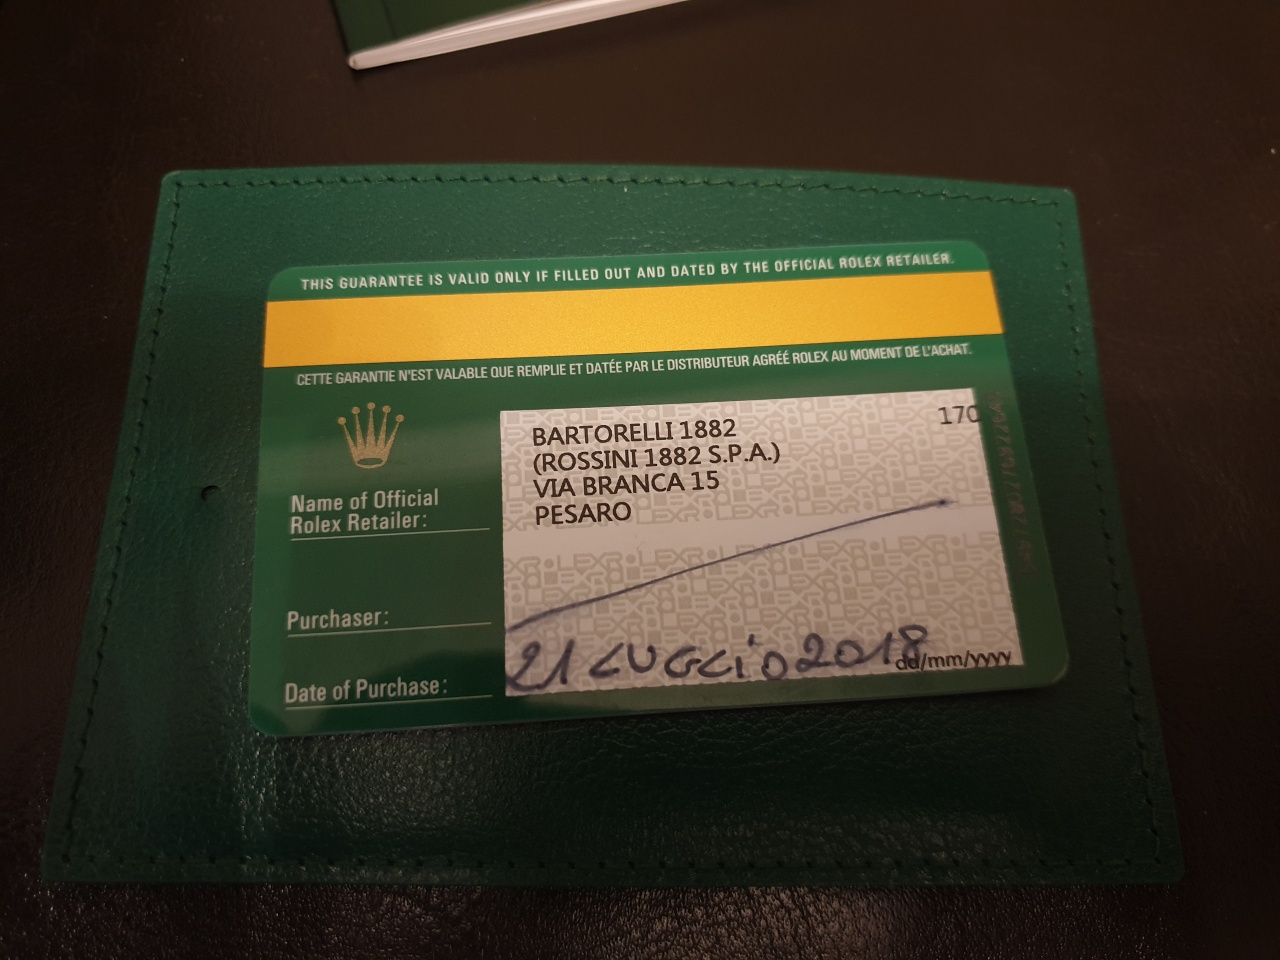 THIS GUARANTEE IS VALID ONLY IF FILLED OUT AND DATED BY THE OFFICIAL ROLEX RETAILER.
CETTE GARANTIE N'EST VALABLE QUE REMPLIE ET DATÉE PAR LE DISTRIBUTEUR AGRÉÉ ROLEX AU MOMENT DE L'ACHAT.
170
BARTORELLI 1882
(ROSSINI 1882 S.P.A.)
VIA BRANCA 15
PESARO
Name of Official
Rolex Retailer:
Purchaser:
Date of Purchase:
21 LUGLIO 2018
dd/mm/yyyy